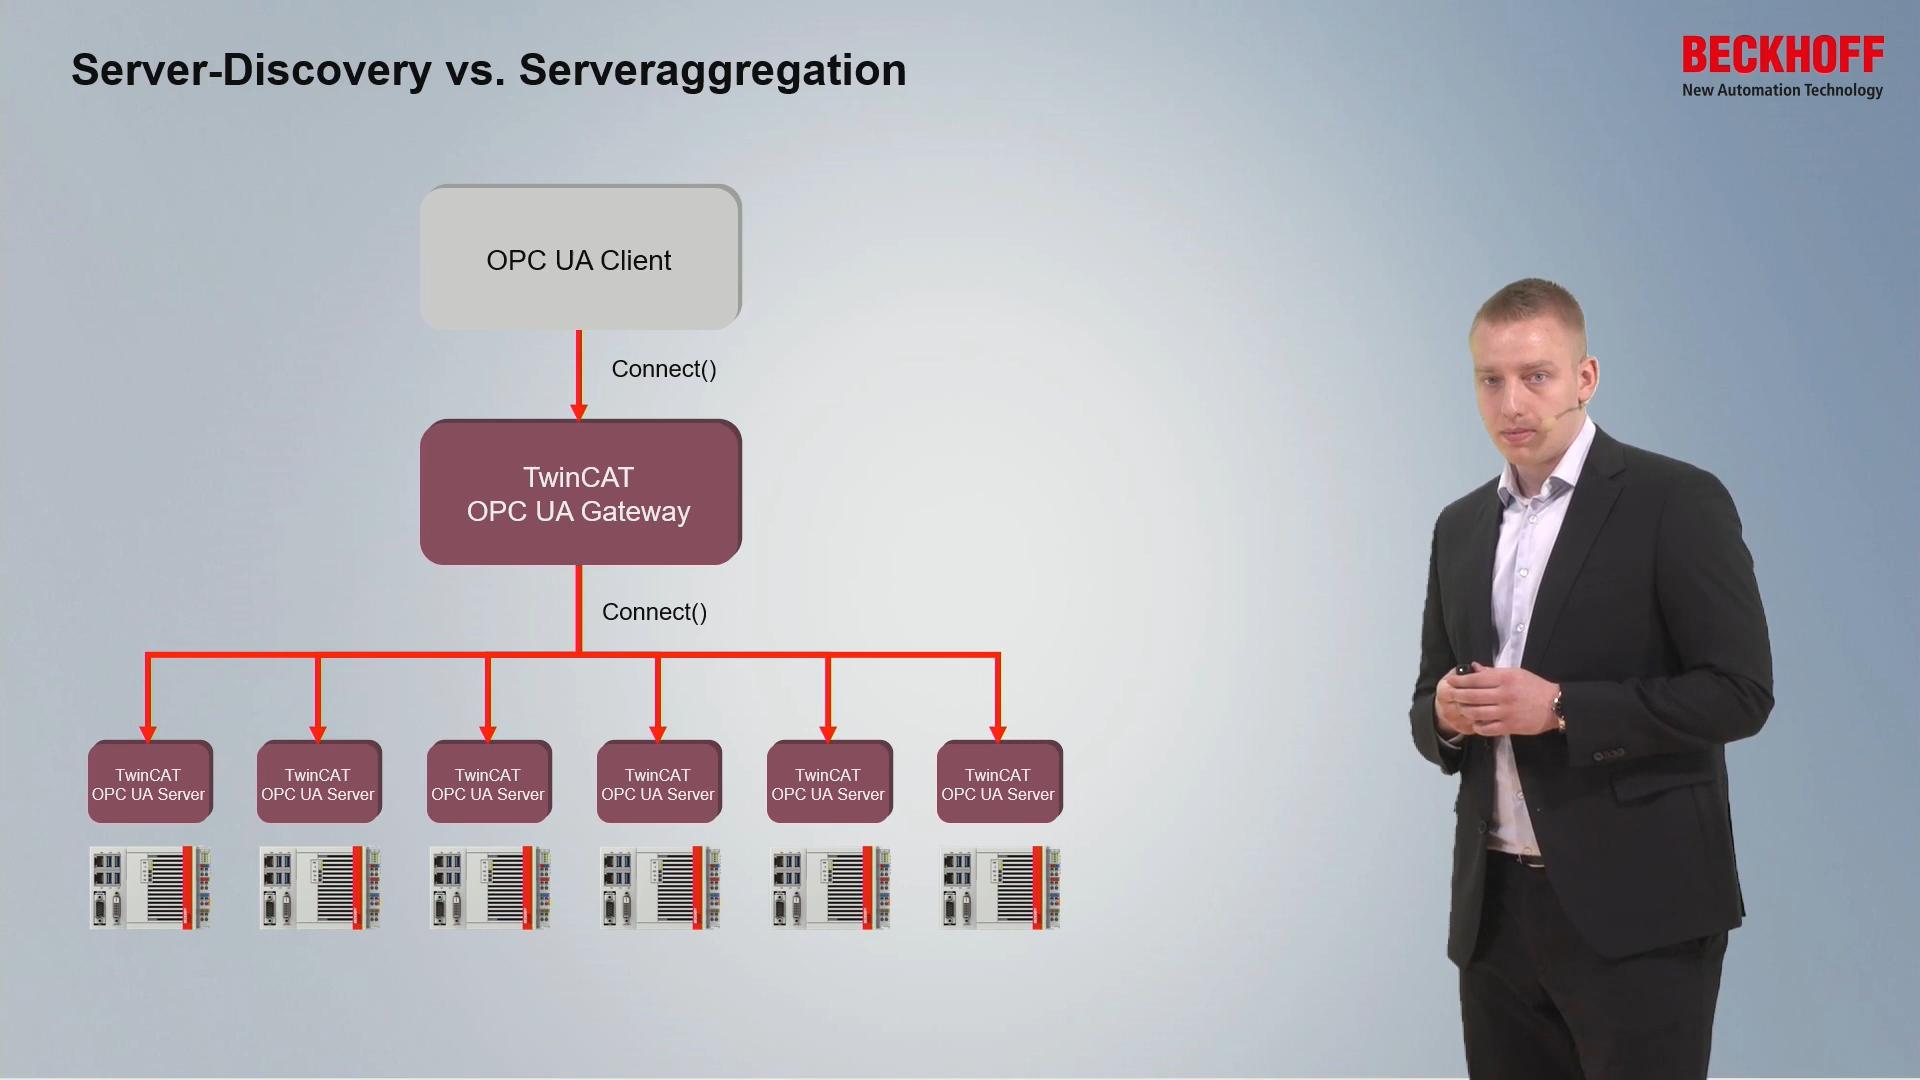 Server-Discovery vs. Serveraggregation
BECKHOFF
New Automation Technology
OPC UA Client
Connect()
TwinCAT
OPC UA Gateway
Connect()
TwinCAT
OPC UA Server
TwinCAT
OPC UA Server
TwinCAT
OPC UA Server
TwinCAT
OPC UA Server
TwinCAT
OPC UA Server
TwinCAT
OPC UA Server